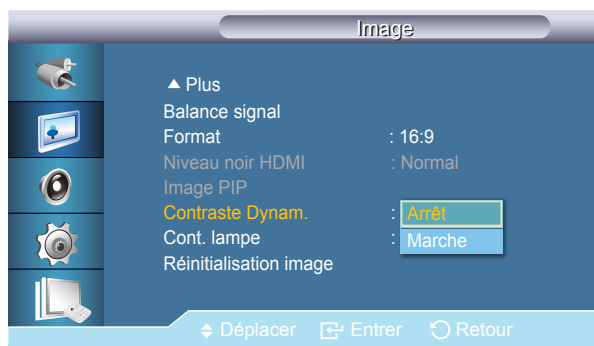 Image
▲ Plus
Balance signal
Format : 16:9
Niveau noir HDMI : Normal
Image PIP
Contraste Dynam. : Arrêt
Cont. lampe : Marche
Réinitialisation image
Déplacer Entrer Retour